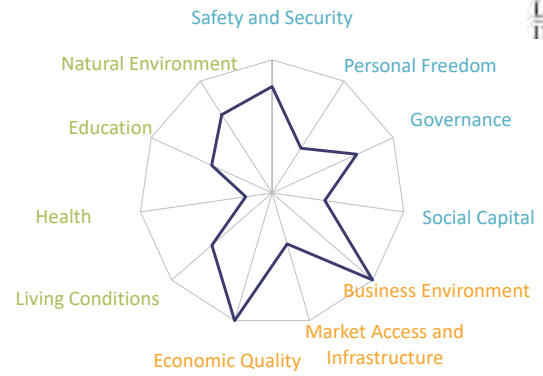 Safety and Security
Natural Environment
Personal Freedom
Education
Governance
Health
Social Capital
Living Conditions
Business Environment
Economic Quality
Market Access and
Infrastructure